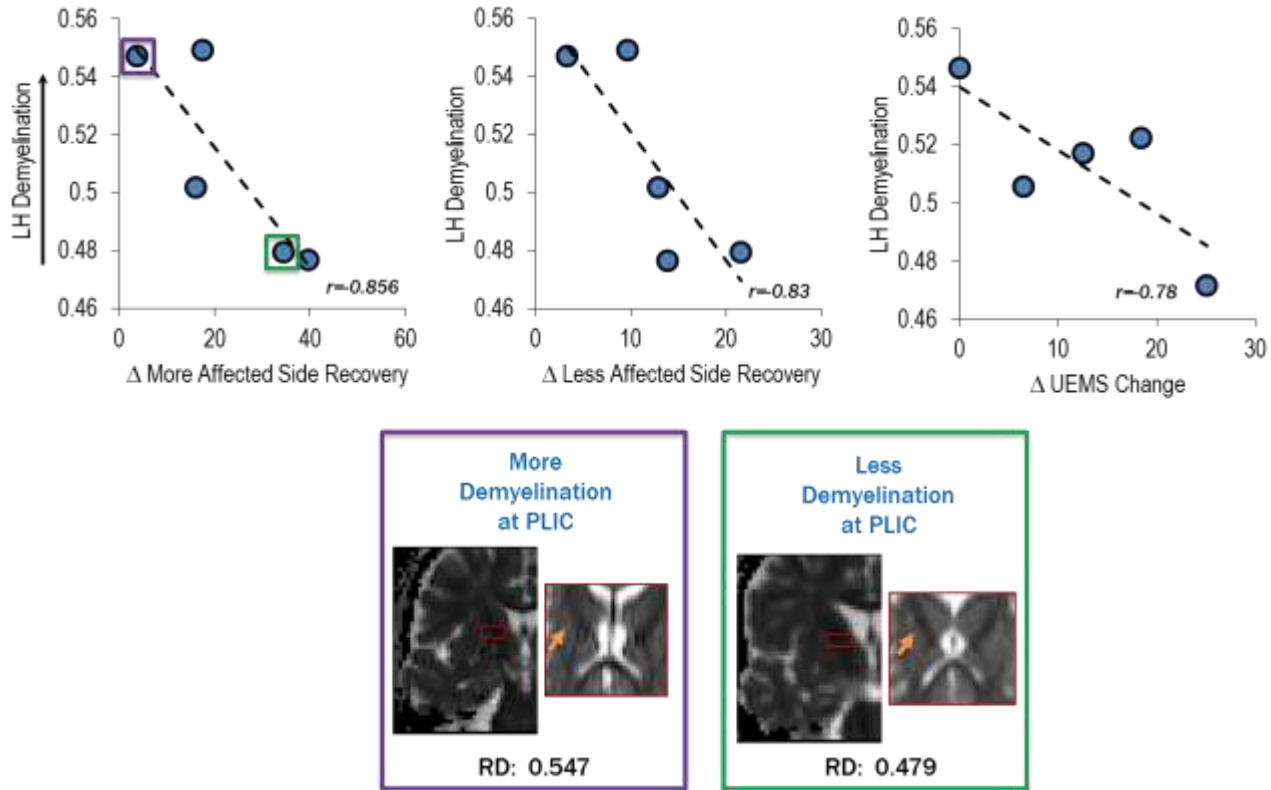 0.56
0.54
0.52
0.5
0.48
0.46
LH Demyelination
r=-0.856
0
20
40
60
Δ More Affected Side Recovery
0.56
0.54
0.52
0.5
0.48
0.46
LH Demyelination
r=-0.83
0
10
20
30
Δ Less Affected Side Recovery
0.56
0.54
0.52
0.5
0.48
0.46
LH Demyelination
r=-0.78
0
10
20
30
Δ UEMS Change
More
Demyelination
at PLIC
RD: 0.547
Less
Demyelination
at PLIC
RD: 0.479